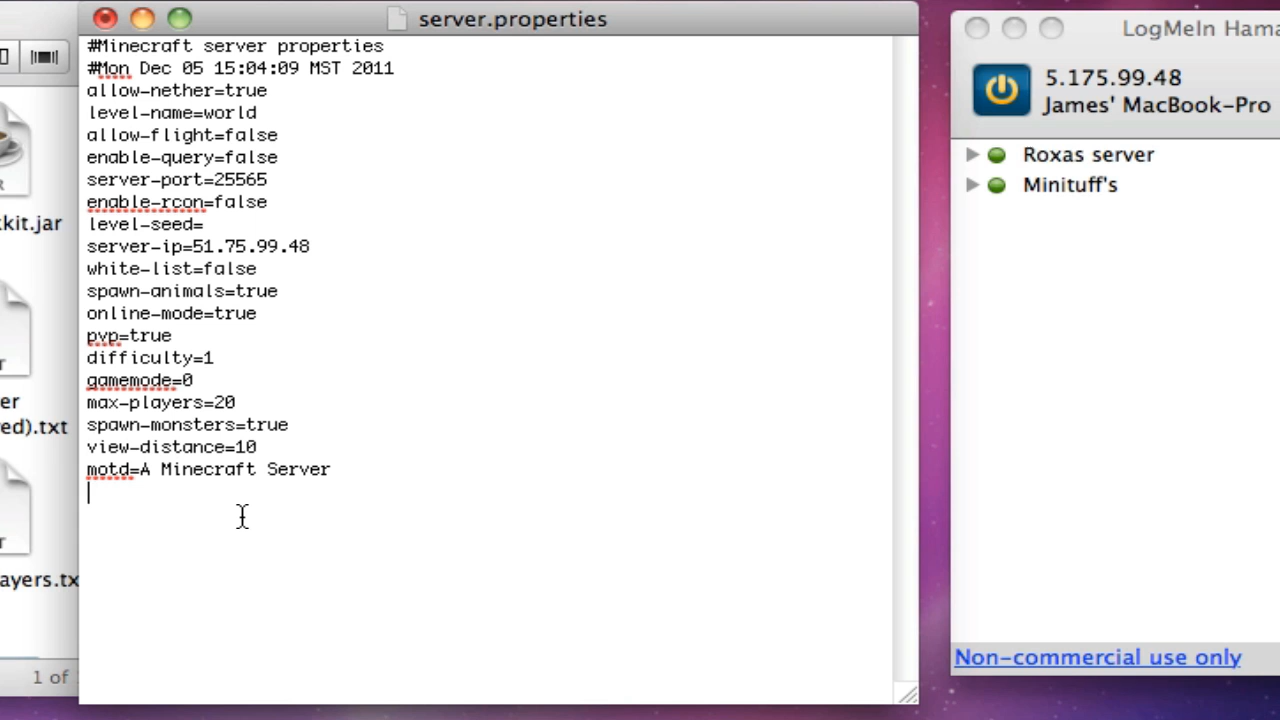 server.properties
#Minecraft server properties
#Mon Dec 05 15:04:09 MST 2011
allow-nether=true
level-name=world
allow-flight=false
enable-query=false
server-port=25565
enable-rcon=false
level-seed=
server-ip=51.75.99.48
white-list=false
spawn-animals=true
online-mode=true
pvp=true
difficulty=1
gamemode=0
max-players=20
spawn-monsters=true
view-distance=10
motd=A Minecraft Server
LogMeIn Hama
5.175.99.48
James' MacBook-Pro
Roxas server
Minituff's
Non-commercial use only
kit.jar
er
ed).txt
ayers.tx
1 of